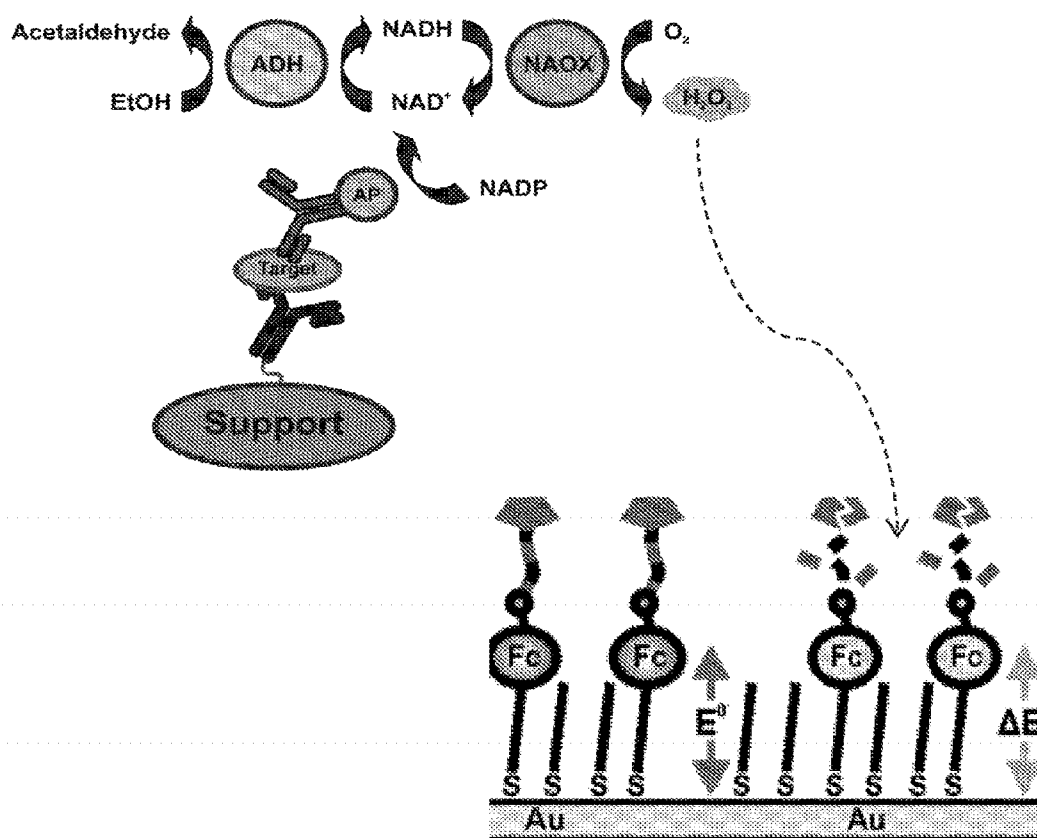 Acetaldehyde
ADH
NADH
NAOX
O₂
EtOH
NAD⁺
H₂O₂
AP
NADP
Target
Support
Fc Fc Fc Fc
E⁰'
ΔE
S S S S S S S S S
Au Au